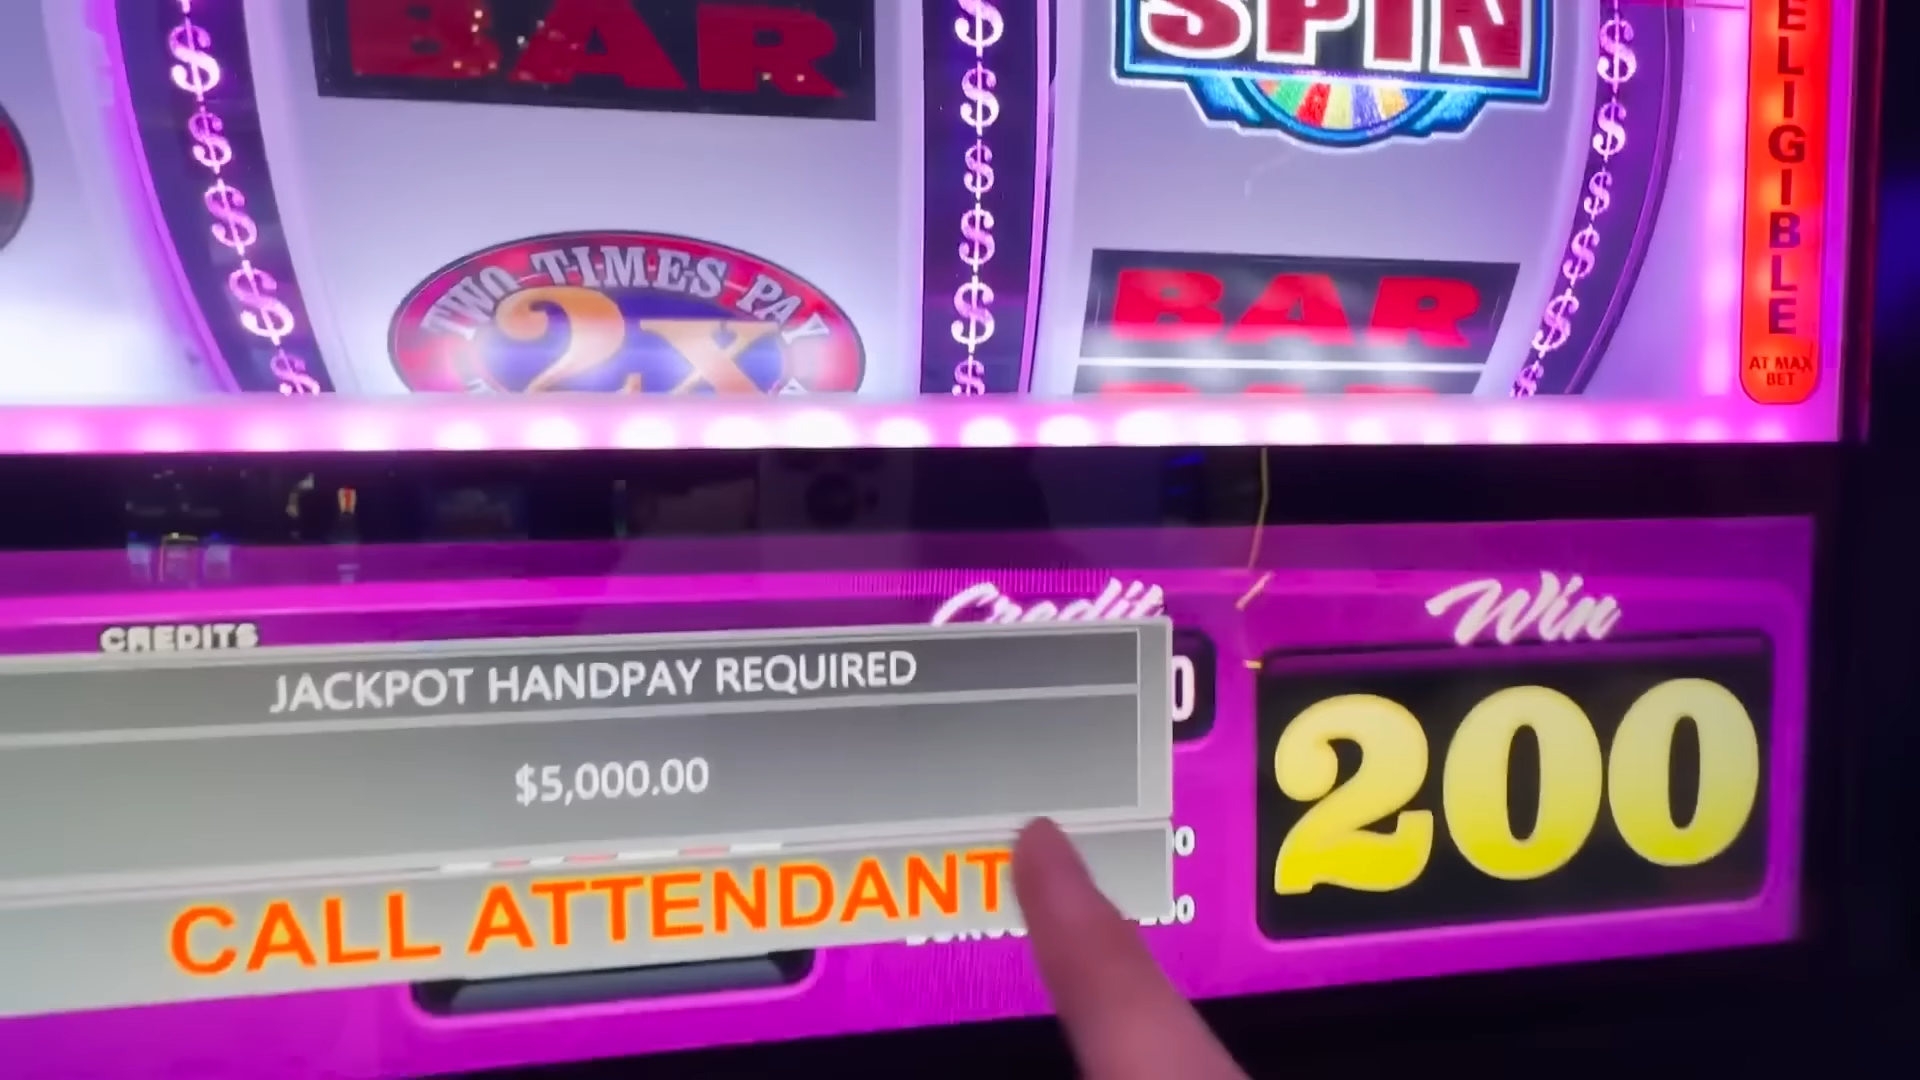 BAR
SPIN
ELIGIBLE
AT MAX
BET
TWO TIMES PAY
2x
BAR
$ $ $ $ $ $
Credit
Win
CREDITS
JACKPOT HANDPAY REQUIRED
0
200
$5,000.00
CALL ATTENDANT